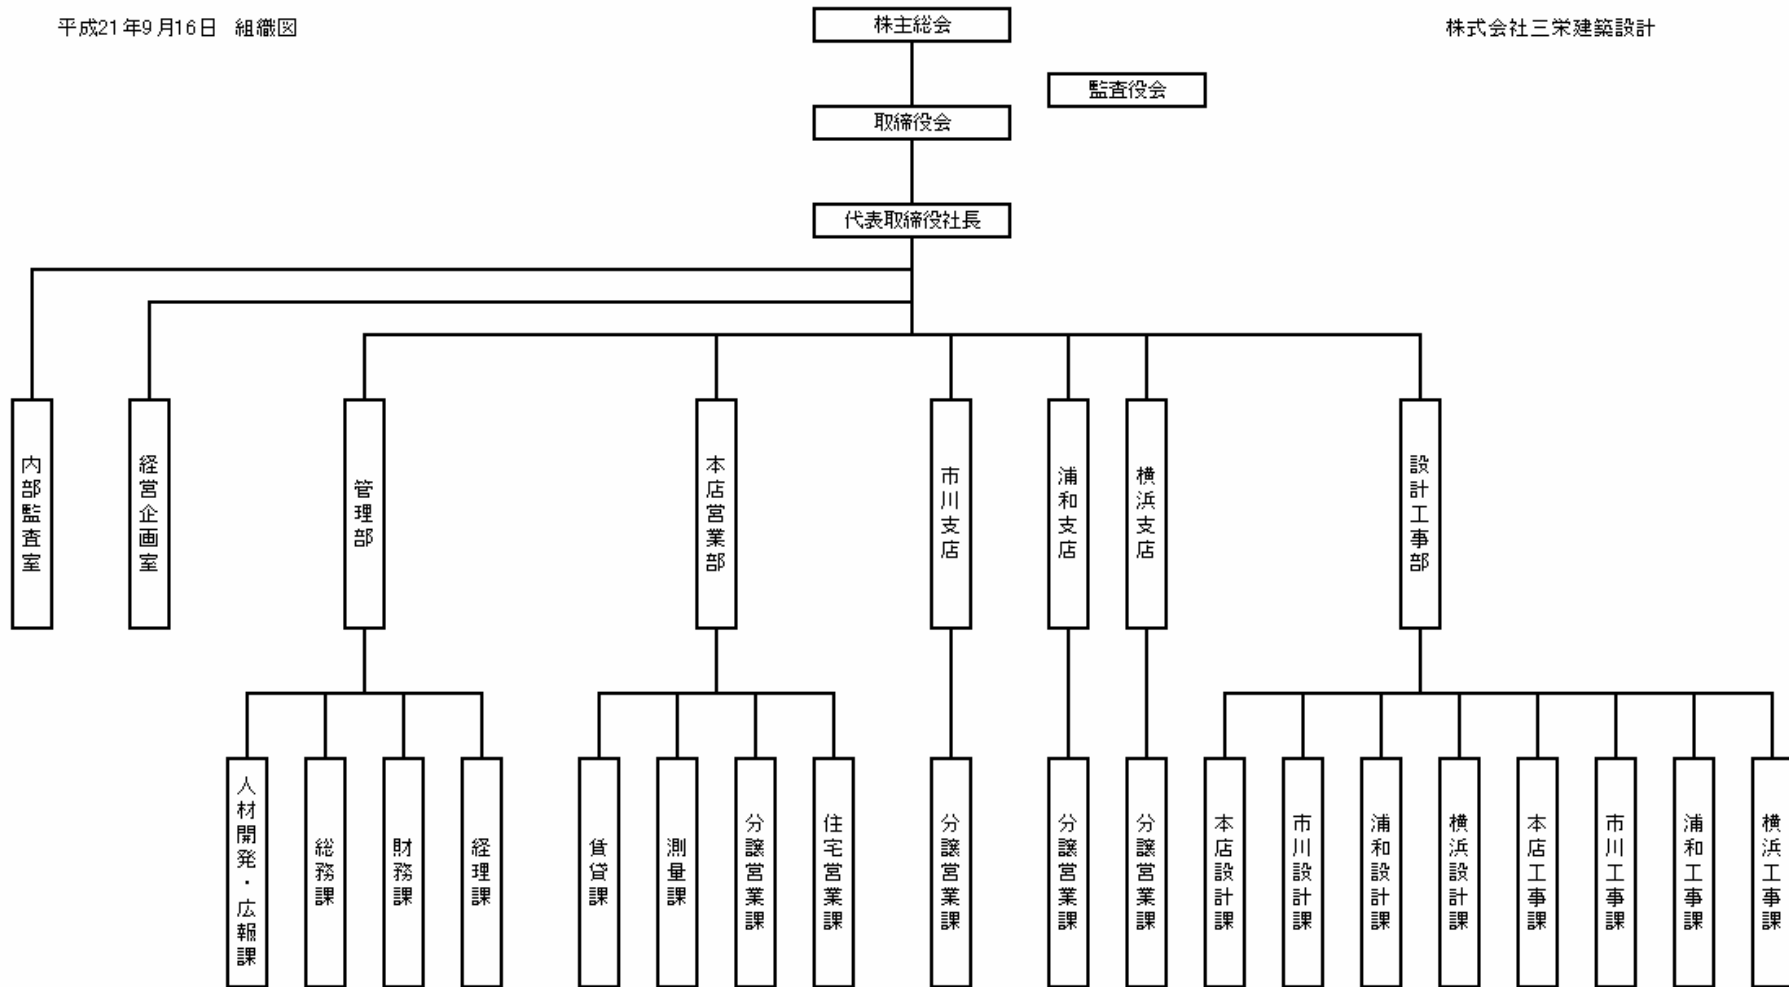 平成21年9月16日 組織図
株式会社三栄建築設計
株主総会
監査役会
取締役会
代表取締役社長
内部監査室
経営企画室
管理部
本店営業部
市川支店
浦和支店
横浜支店
設計工事部
人材開発・広報課
総務課
財務課
経理課
賃貸課
測量課
分譲営業課
住宅営業課
分譲営業課
分譲営業課
分譲営業課
本店設計課
市川設計課
浦和設計課
横浜設計課
本店工事課
市川工事課
浦和工事課
横浜工事課